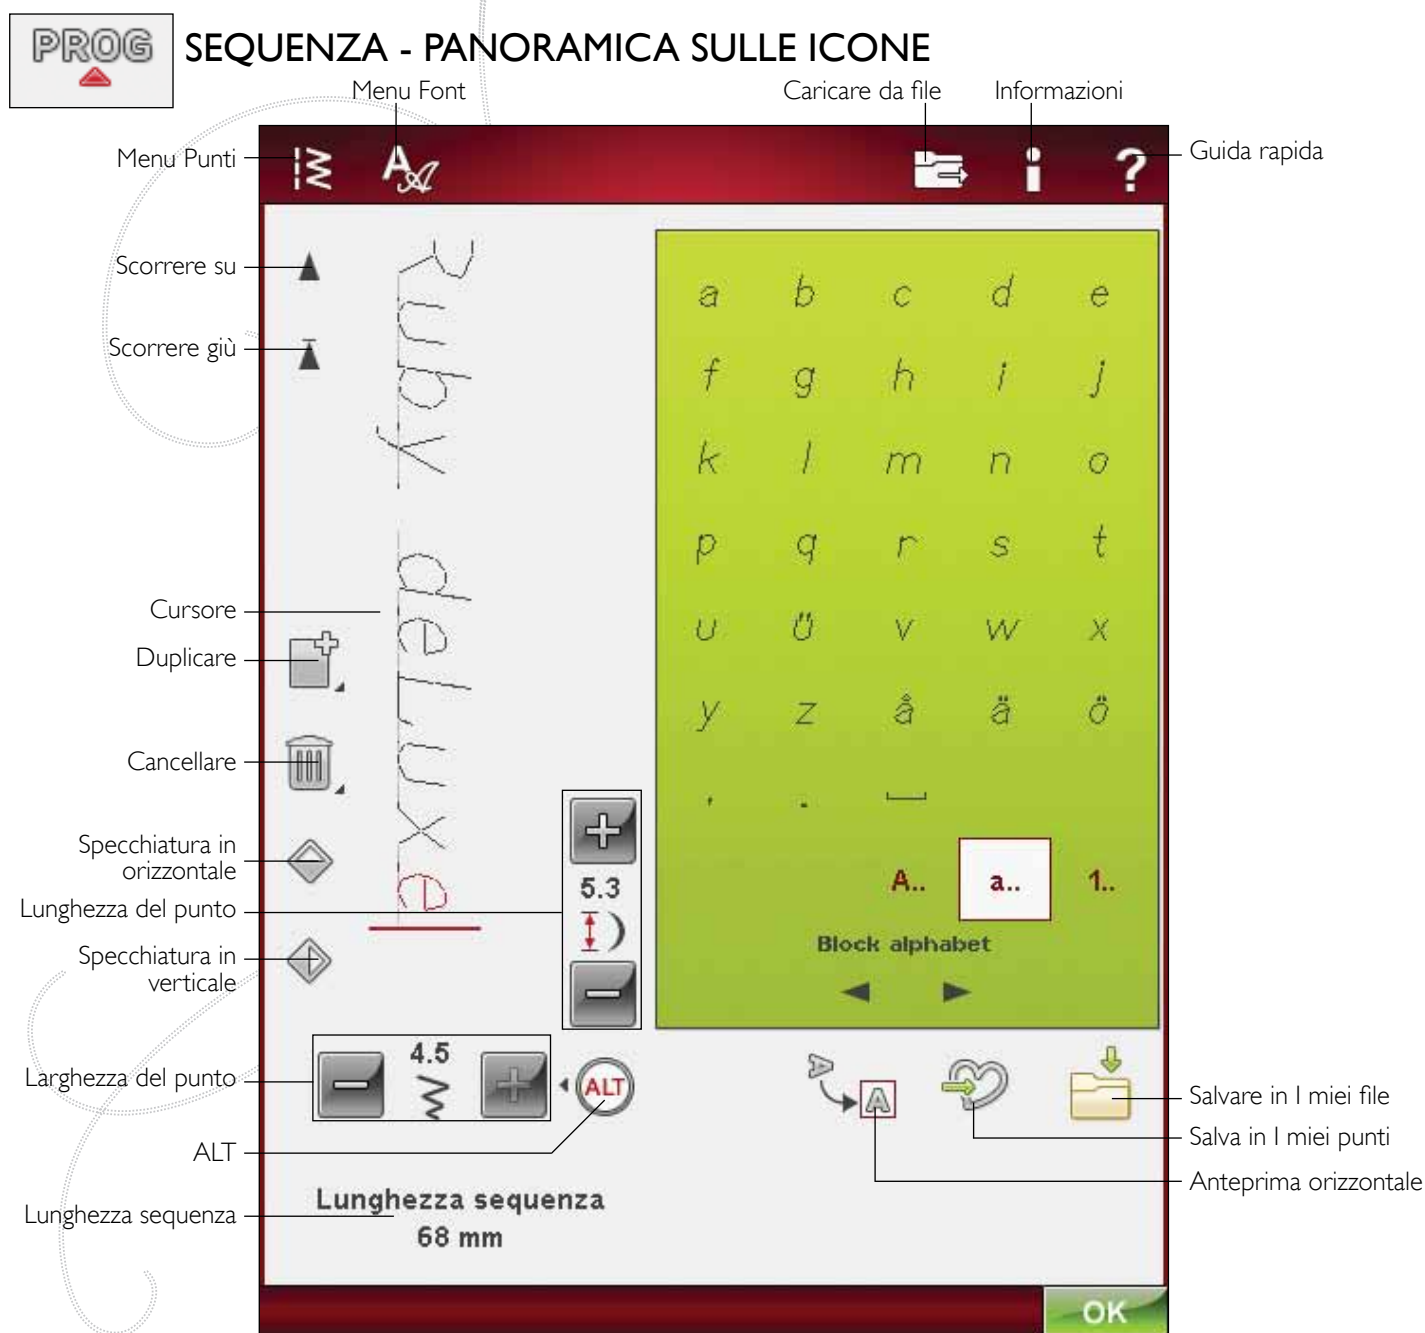 PROG
SEQUENZA - PANORAMICA SULLE ICONE
Menu Font
Caricare da file
Informazioni
Menu Punti
Guida rapida
Scorrere su
Scorrere giù
Cursore
Duplicare
Cancellare
Specchiatura in
orizzontale
Lunghezza del punto
Specchiatura in
verticale
Larghezza del punto
ALT
Lunghezza sequenza
Ruby deLuxe
a b c d e
f g h i j
k l m n o
p q r s t
u ü v w x
y z å ä ö
' .
A.. a.. 1..
Block alphabet
5.3
4.5
ALT
A
A
Salvare in I miei file
Salva in I miei punti
Anteprima orizzontale
Lunghezza sequenza
68 mm
OK